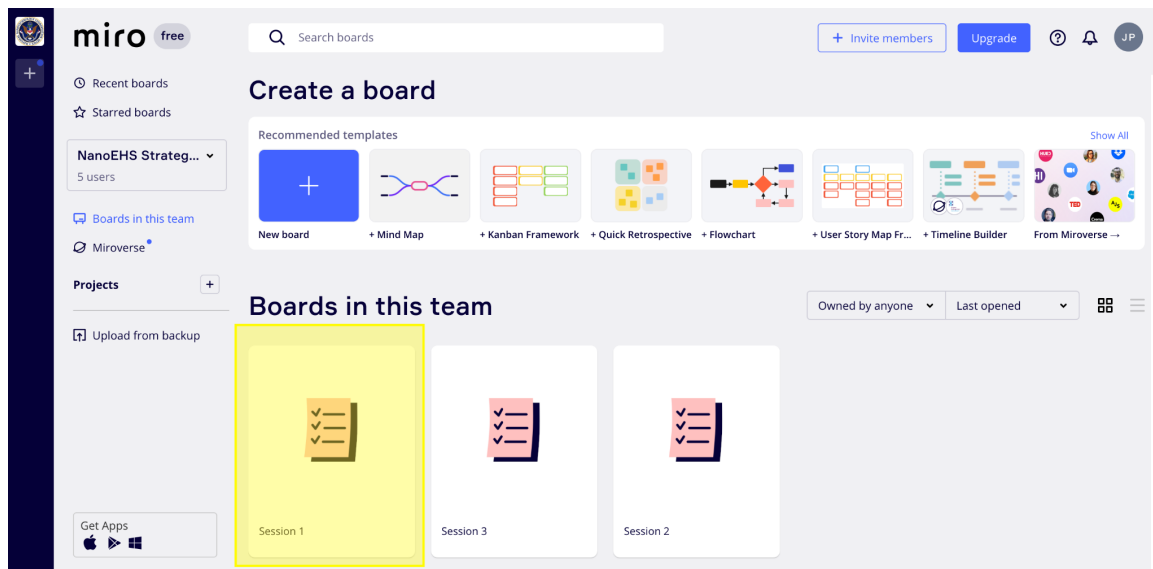 miro free
Search boards
+ Invite members
Upgrade
JP
Recent boards
Starred boards
NanoEHS Strateg...
5 users
Boards in this team
Miroverse
Projects
+
Upload from backup
Get Apps
Create a board
Recommended templates
Show All
New board
+ Mind Map
+ Kanban Framework
+ Quick Retrospective
+ Flowchart
+ User Story Map Fr...
+ Timeline Builder
From Miroverse →
TED
Boards in this team
Owned by anyone
Last opened
Session 1
Session 3
Session 2